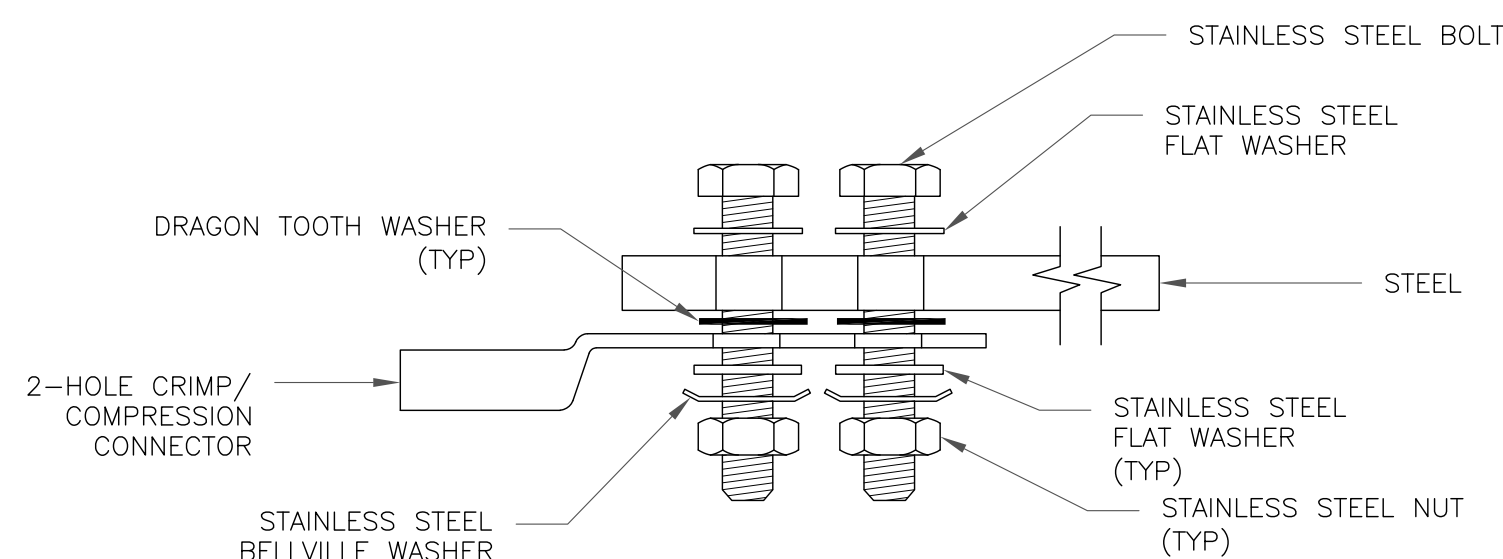 STAINLESS STEEL BOLT
STAINLESS STEEL
FLAT WASHER
DRAGON TOOTH WASHER
(TYP)
STEEL
2-HOLE CRIMP/
COMPRESSION
CONNECTOR
STAINLESS STEEL
FLAT WASHER
(TYP)
STAINLESS STEEL NUT
(TYP)
STAINLESS STEEL
BELLVILLE WASHER